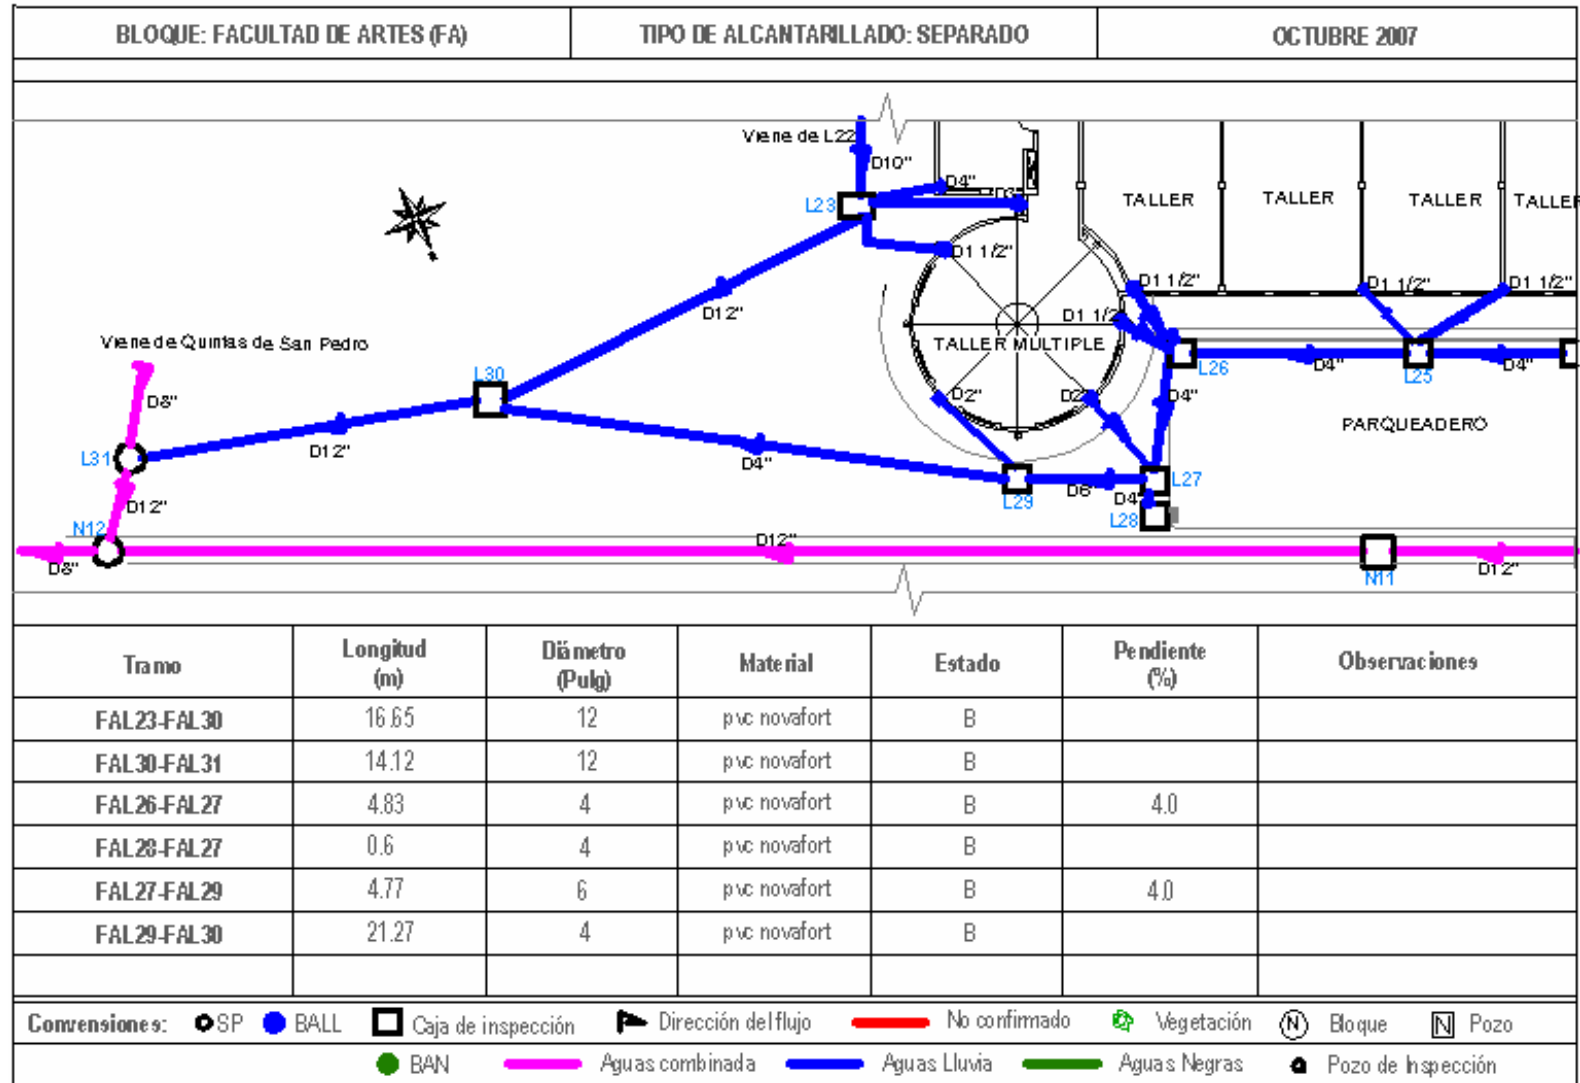 BLOQUE: FACULTAD DE ARTES (FA) TIPO DE ALCANTARILLADO: SEPARADO OCTUBRE 2007
Viene de L22
D10"
D4"
D3"
L23
TALLER TALLER TALLER TALLER
D1 1/2"
D1 1/2" D1 1/2" D1 1/2"
D12"
D1 1/2"
Viene de Quintas de San Pedro
TALLER MULTIPLE
L26 D4" L25 D4"
L30
D8"
D2" D2" D4"
PARQUEADERO
D12"
L31
D4"
L27
D6" D4"
L29
L28
D12"
N12
D12"
D8"
D12"
N11
Tramo Longitud (m) Diámetro (Pulg) Material Estado Pendiente (%) Observaciones
FAL23-FAL30 16.65 12 pvc novafort B
FAL30-FAL31 14.12 12 pvc novafort B
FAL26-FAL27 4.83 4 pvc novafort B 4.0
FAL28-FAL27 0.6 4 pvc novafort B
FAL27-FAL29 4.77 6 pvc novafort B 4.0
FAL29-FAL30 21.27 4 pvc novafort B
Convensiones: SP BALL Caja de inspección Dirección del flujo No confirmado Vegetación N Bloque N Pozo
BAN Aguas combinada Aguas Lluvia Aguas Negras Pozo de Inspección